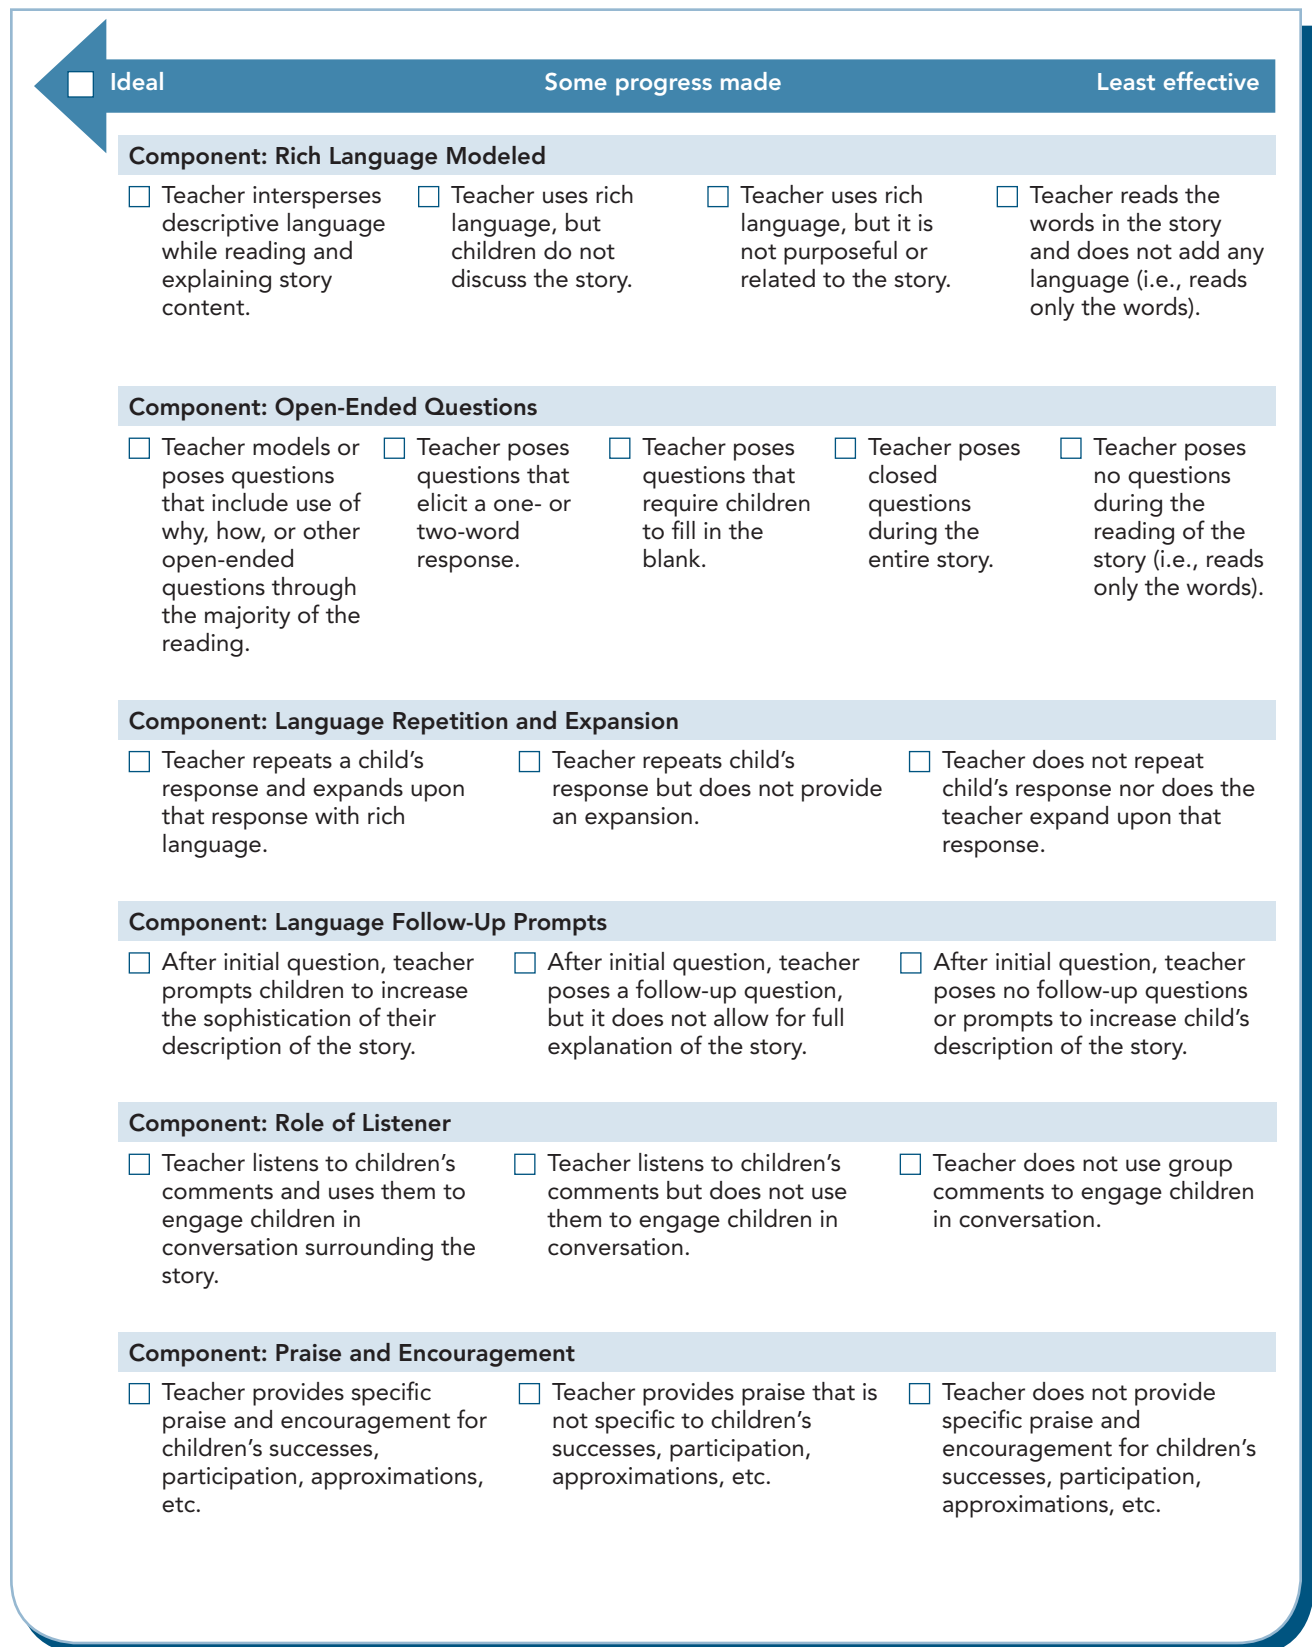 Ideal
Some progress made
Least effective
Component: Rich Language Modeled
Teacher intersperses
descriptive language
while reading and
explaining story
content.
Teacher uses rich
language, but
children do not
discuss the story.
Teacher uses rich
language, but it is
not purposeful or
related to the story.
Teacher reads the
words in the story
and does not add any
language (i.e., reads
only the words).
Component: Open-Ended Questions
Teacher models or
poses questions
that include use of
why, how, or other
open-ended
questions through
the majority of the
reading.
Teacher poses
questions that
elicit a one- or
two-word
response.
Teacher poses
questions that
require children
to fill in the
blank.
Teacher poses
closed
questions
during the
entire story.
Teacher poses
no questions
during the
reading of the
story (i.e., reads
only the words).
Component: Language Repetition and Expansion
Teacher repeats a child’s
response and expands upon
that response with rich
language.
Teacher repeats child’s
response but does not provide
an expansion.
Teacher does not repeat
child’s response nor does the
teacher expand upon that
response.
Component: Language Follow-Up Prompts
After initial question, teacher
prompts children to increase
the sophistication of their
description of the story.
After initial question, teacher
poses a follow-up question,
but it does not allow for full
explanation of the story.
After initial question, teacher
poses no follow-up questions
or prompts to increase child’s
description of the story.
Component: Role of Listener
Teacher listens to children’s
comments and uses them to
engage children in
conversation surrounding the
story.
Teacher listens to children’s
comments but does not use
them to engage children in
conversation.
Teacher does not use group
comments to engage children
in conversation.
Component: Praise and Encouragement
Teacher provides specific
praise and encouragement for
children’s successes,
participation, approximations,
etc.
Teacher provides praise that is
not specific to children’s
successes, participation,
approximations, etc.
Teacher does not provide
specific praise and
encouragement for children’s
successes, participation,
approximations, etc.